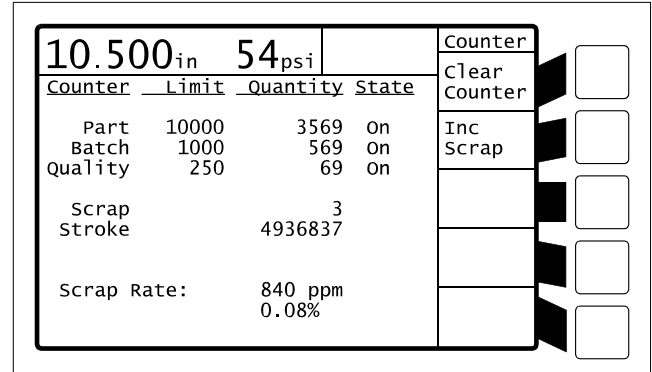 10.500in 54psi
Counter
Clear
Counter
Inc
Scrap
Counter Limit Quantity State
Part 10000 3569 On
Batch 1000 569 On
Quality 250 69 On
Scrap 3
Stroke 4936837
Scrap Rate: 840 ppm
0.08%